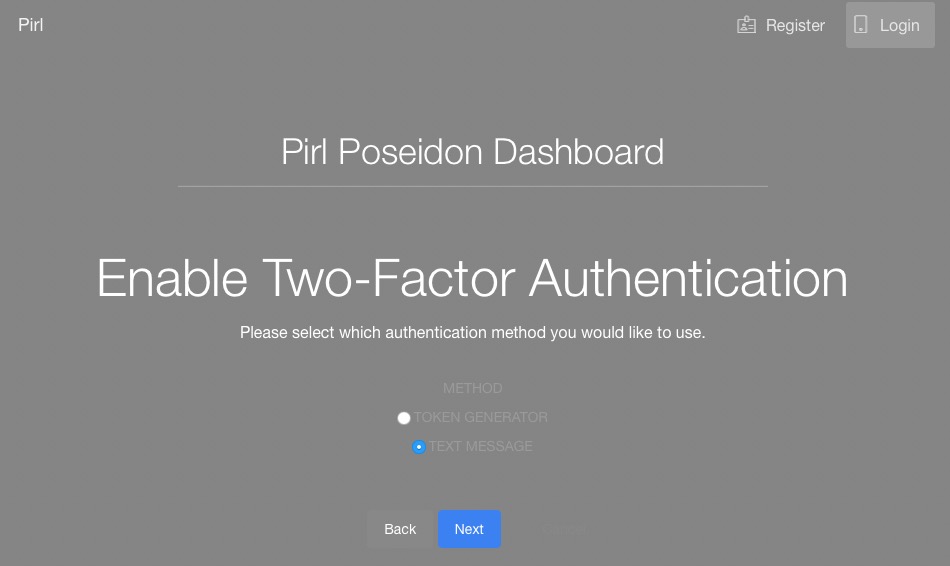 Pirl
Register
Login
Pirl Poseidon Dashboard
Enable Two-Factor Authentication
Please select which authentication method you would like to use.
METHOD
TOKEN GENERATOR
TEXT MESSAGE
Back
Next